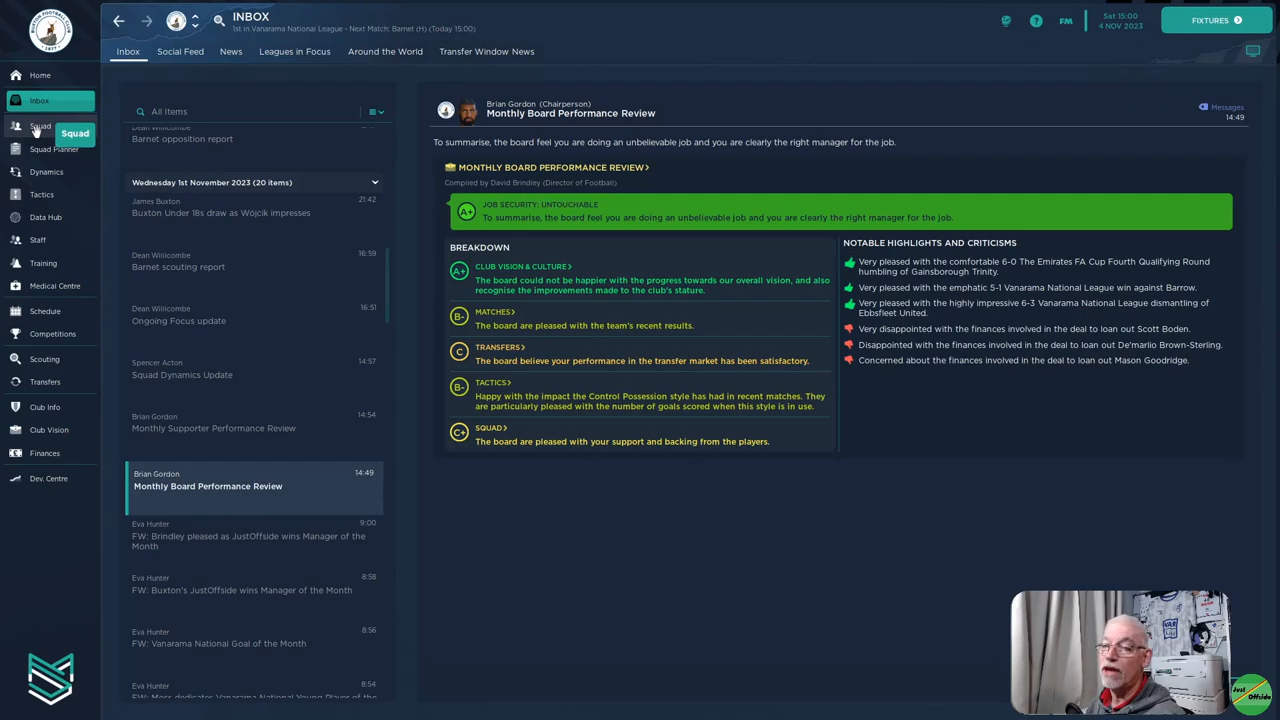 BUXTON FOOTBALL CLUB
1877
INBOX
1st in Vanarama National League - Next Match: Barnet (H) (Today 15:00)
FM
Sat 15:00
4 NOV 2023
FIXTURES
Inbox
Social Feed
News
Leagues in Focus
Around the World
Transfer Window News
Home
Inbox
Squad
Squad
Squad Planner
Dynamics
Tactics
Data Hub
Staff
Training
Medical Centre
Schedule
Competitions
Scouting
Transfers
Club Info
Club Vision
Finances
Dev. Centre
All Items
Dean Willicombe
Barnet opposition report
Wednesday 1st November 2023 (20 items)
James Buxton 21:42
Buxton Under 18s draw as Wójcik impresses
Dean Willicombe 16:59
Barnet scouting report
Dean Willicombe 16:51
Ongoing Focus update
Spencer Acton 14:57
Squad Dynamics Update
Brian Gordon 14:54
Monthly Supporter Performance Review
Brian Gordon 14:49
Monthly Board Performance Review
Eva Hunter 9:00
FW: Brindley pleased as JustOffside wins Manager of the
Month
Eva Hunter 8:58
FW: Buxton's JustOffside wins Manager of the Month
Eva Hunter 8:56
FW: Vanarama National Goal of the Month
Eva Hunter 8:54
FW: Moss dedicates Vanarama National Young Player of the
Brian Gordon (Chairperson)
Monthly Board Performance Review
Messages
14:49
To summarise, the board feel you are doing an unbelievable job and you are clearly the right manager for the job.
MONTHLY BOARD PERFORMANCE REVIEW
Compiled by David Brindley (Director of Football)
A+
JOB SECURITY: UNTOUCHABLE
To summarise, the board feel you are doing an unbelievable job and you are clearly the right manager for the job.
BREAKDOWN
A+
CLUB VISION & CULTURE
The board could not be happier with the progress towards our overall vision, and also
recognise the improvements made to the club's stature.
B-
MATCHES
The board are pleased with the team's recent results.
C
TRANSFERS
The board believe your performance in the transfer market has been satisfactory.
B-
TACTICS
Happy with the impact the Control Possession style has had in recent matches. They
are particularly pleased with the number of goals scored when this style is in use.
C+
SQUAD
The board are pleased with your support and backing from the players.
NOTABLE HIGHLIGHTS AND CRITICISMS
Very pleased with the comfortable 6-0 The Emirates FA Cup Fourth Qualifying Round
humbling of Gainsborough Trinity.
Very pleased with the emphatic 5-1 Vanarama National League win against Barrow.
Very pleased with the highly impressive 6-3 Vanarama National League dismantling of
Ebbsfleet United.
Very disappointed with the finances involved in the deal to loan out Scott Boden.
Disappointed with the finances involved in the deal to loan out De'marlio Brown-Sterling.
Concerned about the finances involved in the deal to loan out Mason Goodridge.
Just
Offside